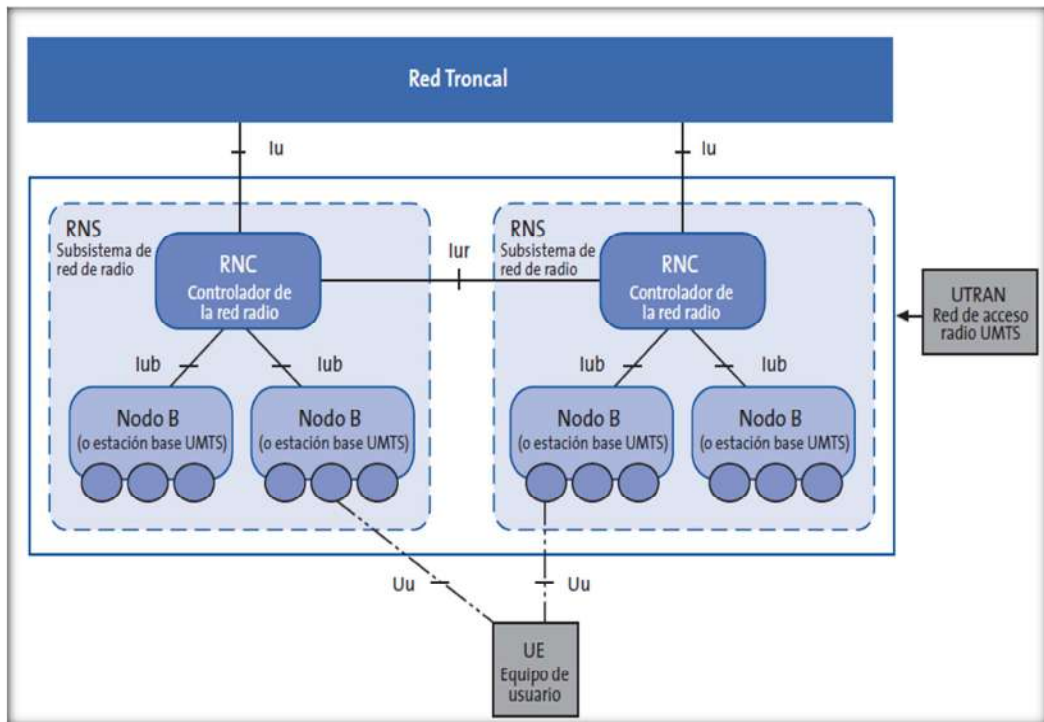 Red Troncal
Iu
Iu
RNS
Subsistema de
red de radio
RNC
Controlador de
la red radio
Iur
RNS
Subsistema de
red de radio
RNC
Controlador de
la red radio
UTRAN
Red de acceso
radio UMTS
Iub
Iub
Iub
Iub
Nodo B
(o estación base UMTS)
Nodo B
(o estación base UMTS)
Nodo B
(o estación base UMTS)
Nodo B
(o estación base UMTS)
Uu
Uu
UE
Equipo de
usuario